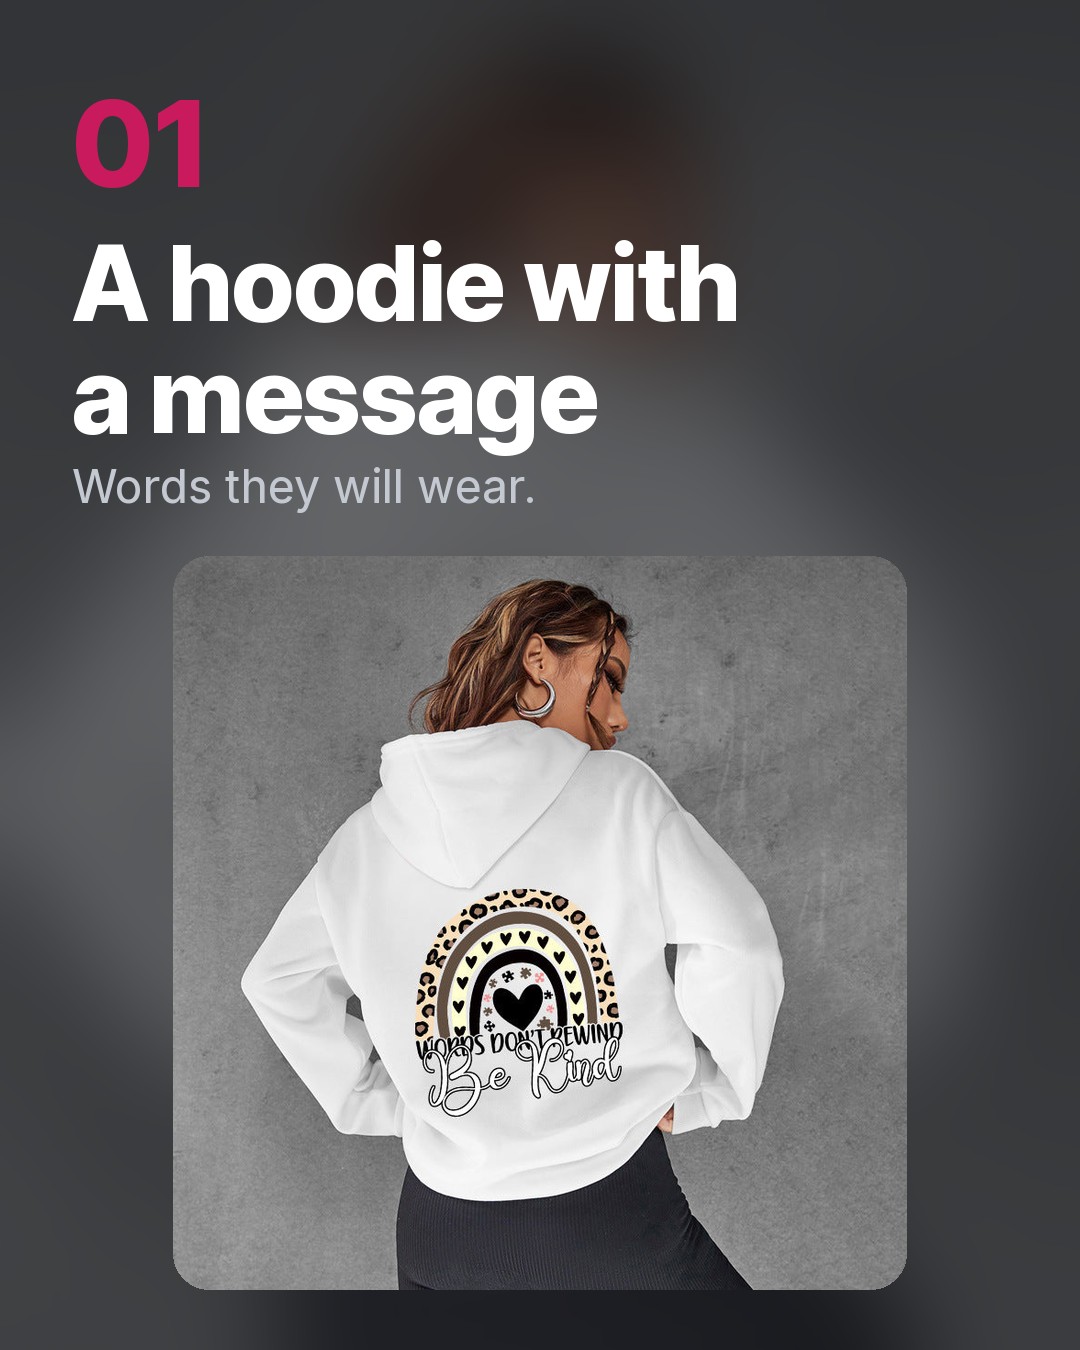 01
A hoodie with
a message
Words they will wear.
WORDS DON'T REWIND
Be Kind